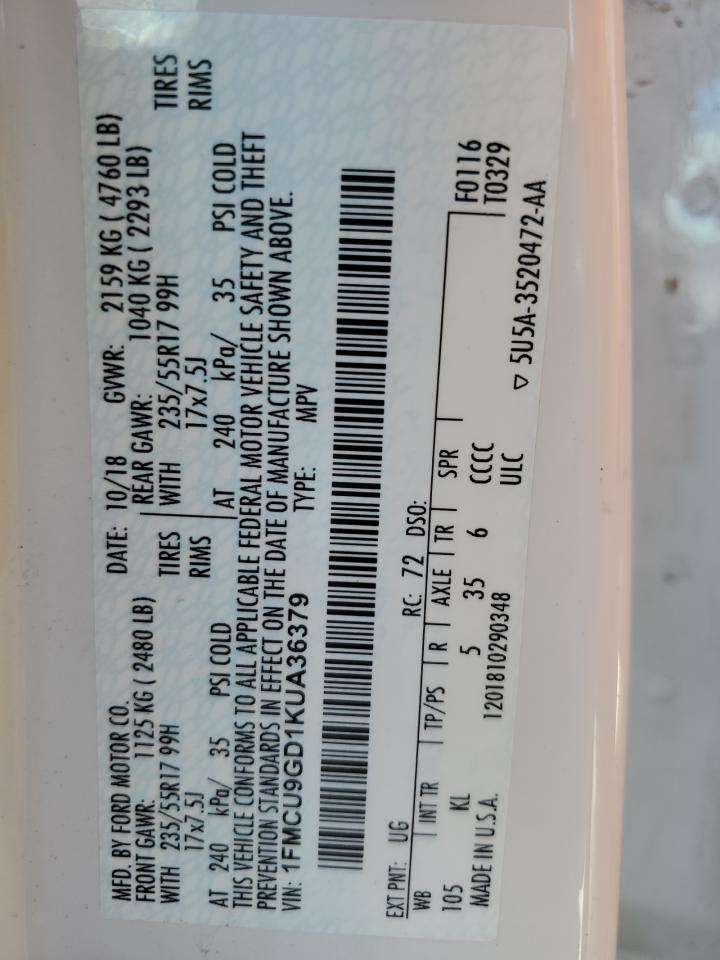 MFD. BY FORD MOTOR CO. DATE: 10/18 GVWR: 2159 KG ( 4760 LB)
FRONT GAWR: 1125 KG ( 2480 LB) REAR GAWR: 1040 KG ( 2293 LB)
WITH 235/55R17 99H TIRES WITH 235/55R17 99H TIRES
17x7.5J RIMS 17x7.5J RIMS
AT 240 kPa/ 35 PSI COLD AT 240 kPa/ 35 PSI COLD
THIS VEHICLE CONFORMS TO ALL APPLICABLE FEDERAL MOTOR VEHICLE SAFETY AND THEFT
PREVENTION STANDARDS IN EFFECT ON THE DATE OF MANUFACTURE SHOWN ABOVE.
VIN: 1FMCU9GD1KUA36379 TYPE: MPV
EXT PNT: UG RC: 72 DSO: F0116
WB INT TR TP/PS R AXLE TR SPR T0329
105 KL 5 35 6 CCCC
MADE IN U.S.A. 1201810290348 ULC ▽ 5U5A-3520472-AA